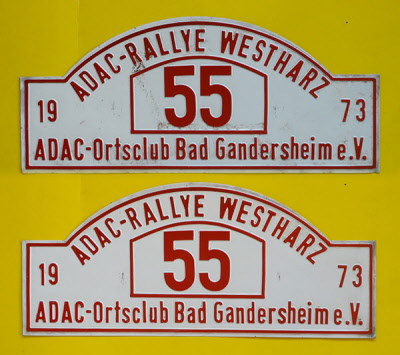 ADAC-RALLYE WESTHARZ
19 55 73
ADAC-Ortsclub Bad Gandersheim e.V.
ADAC-RALLYE WESTHARZ
19 55 73
ADAC-Ortsclub Bad Gandersheim e.V.